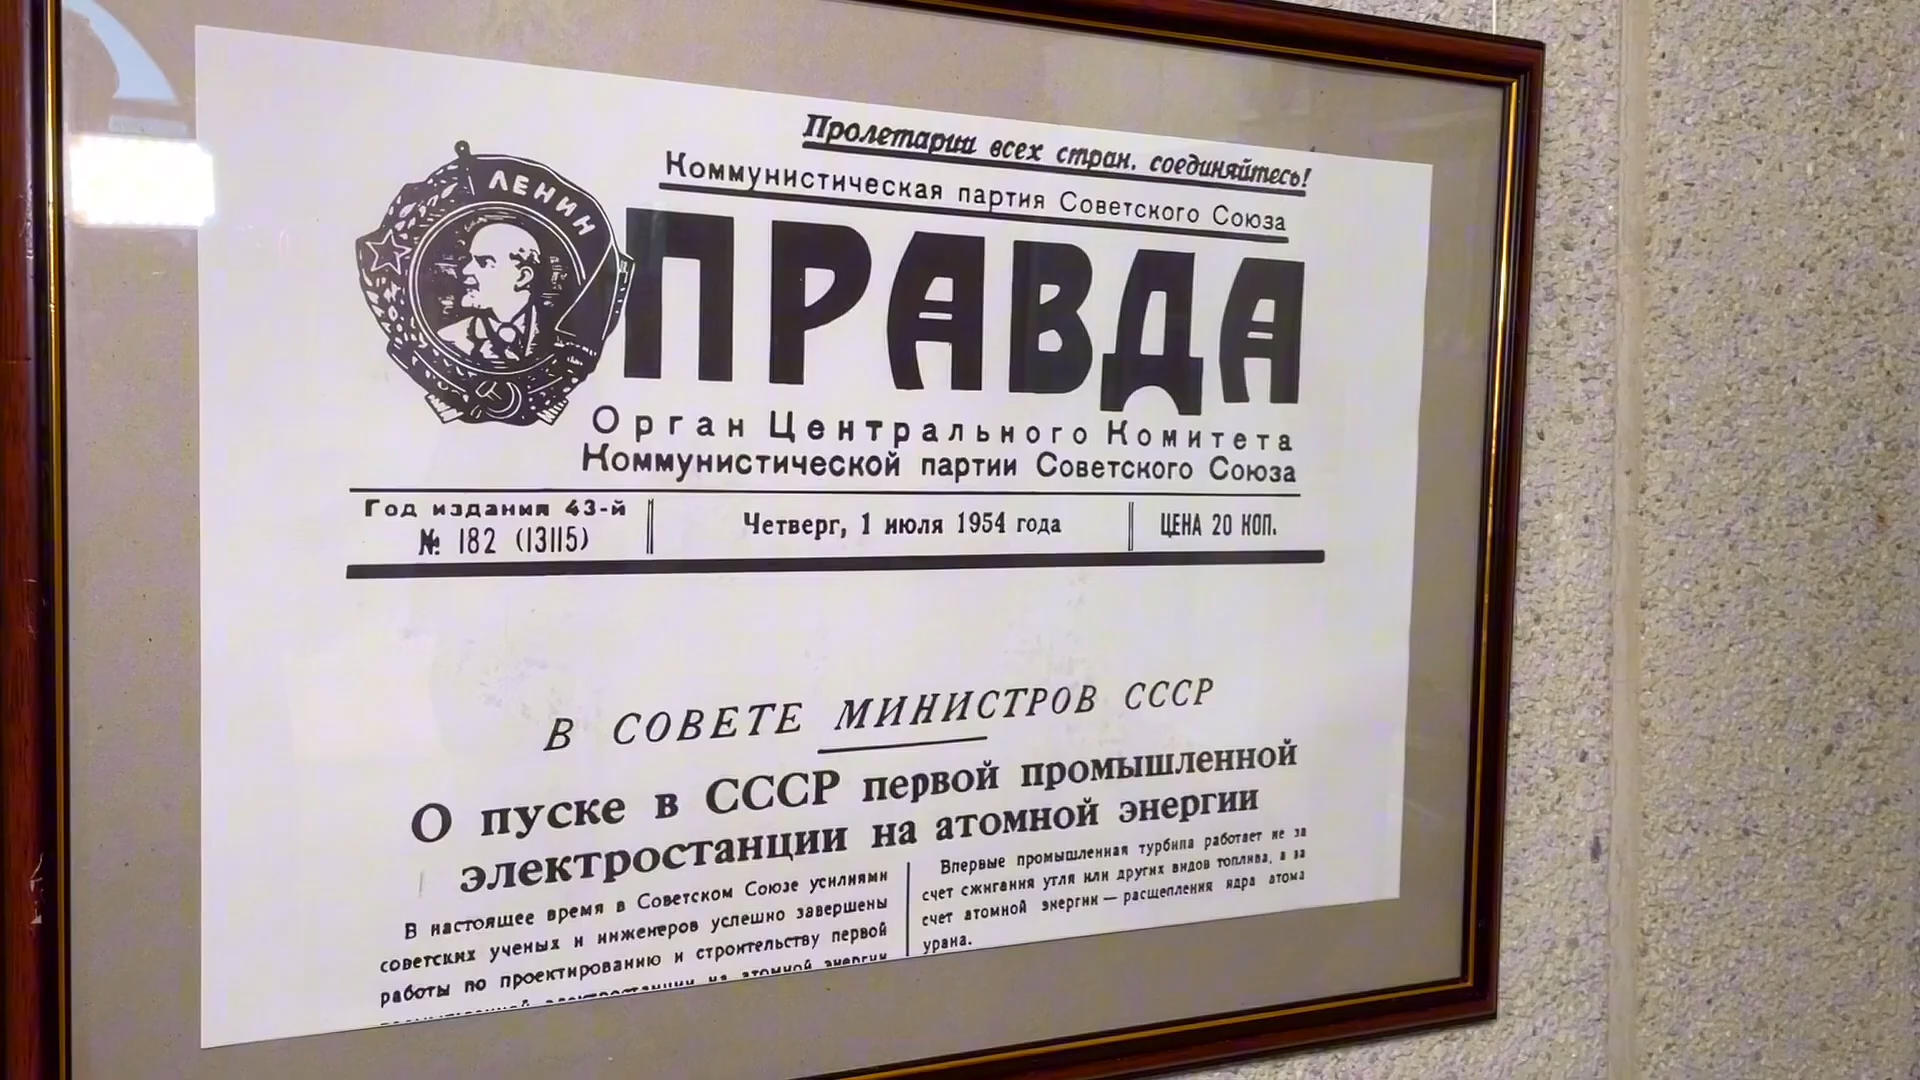 Пролетарии всех стран, соединяйтесь!
Коммунистическая партия Советского Союза
ЛЕНИН
ПРАВДА
Орган Центрального Комитета
Коммунистической партии Советского Союза
Год издания 43-й
№ 182 (13115)
Четверг, 1 июля 1954 года
ЦЕНА 20 КОП.
В СОВЕТЕ МИНИСТРОВ СССР
О пуске в СССР первой промышленной
электростанции на атомной энергии
В настоящее время в Советском Союзе усилиями
советских ученых и инженеров успешно завершены
работы по проектированию и строительству первой
электростанции на атомной энергии
Впервые промышленная турбина работает не за
счет сжигания угля или других видов топлива, а за
счет атомной энергии — расщепления ядра атома
урана.